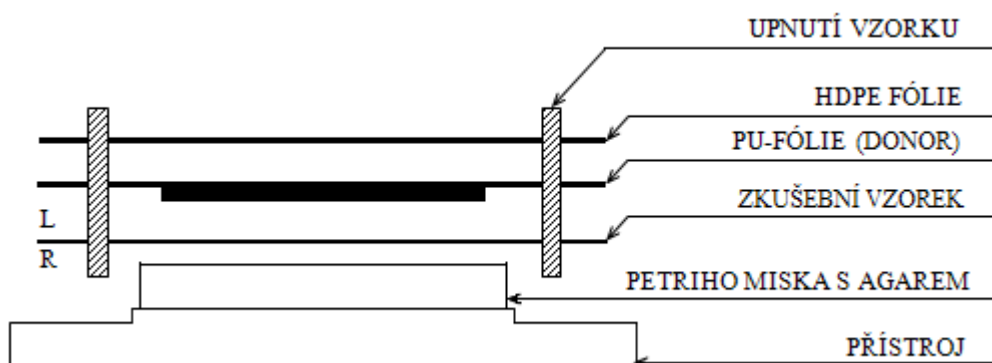 UPNUTÍ VZORKU
HDPE FÓLIE
PU-FÓLIE (DONOR)
L
ZKUŠEBNÍ VZOREK
R
PETRIHO MISKA S AGAREM
PŘÍSTROJ